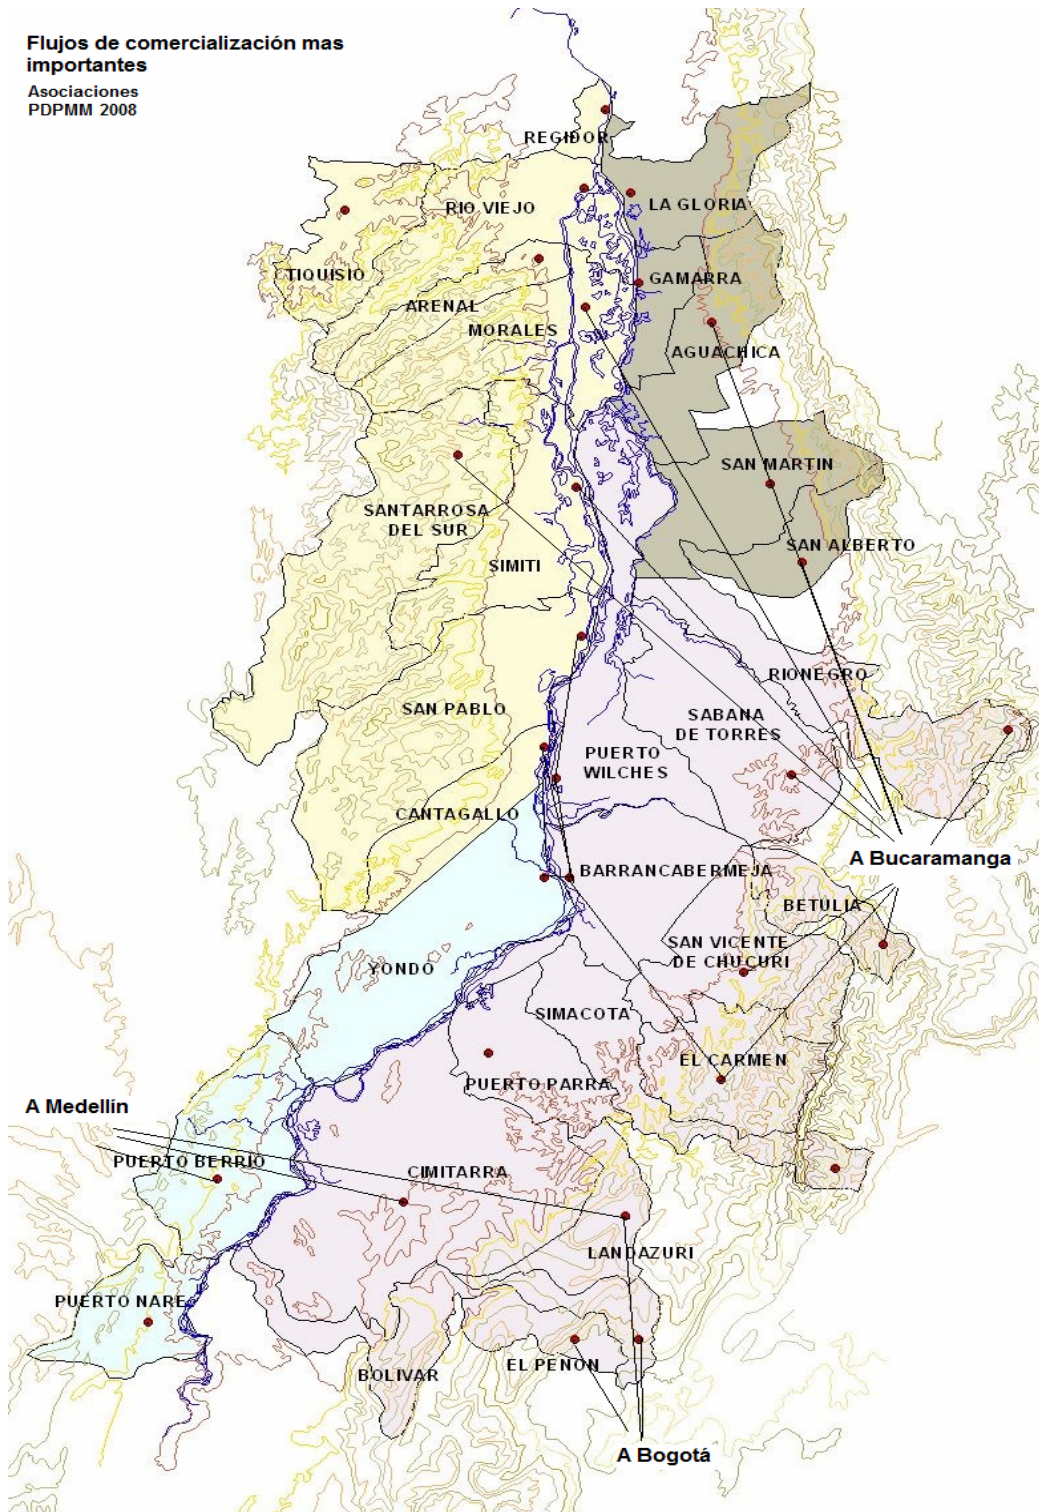 Flujos de comercialización mas
importantes
Asociaciones
PDPMM 2008
REGIDOR
RIO VIEJO
LA GLORIA
TIQUISIO
GAMARRA
ARENAL
MORALES
AGUACHICA
SAN MARTIN
SANTARROSA
DEL SUR
SAN ALBERTO
SIMITI
RIONEGRO
SAN PABLO
SABANA
DE TORRES
PUERTO
WILCHES
CANTAGALLO
A Bucaramanga
BARRANCABERMEJA
BETULIA
SAN VICENTE
DE CHUCURI
YONDO
SIMACOTA
EL CARMEN
PUERTO PARRA
A Medellín
PUERTO BERRIO
CIMITARRA
LANDAZURI
PUERTO NARE
EL PEÑON
BOLIVAR
A Bogotá